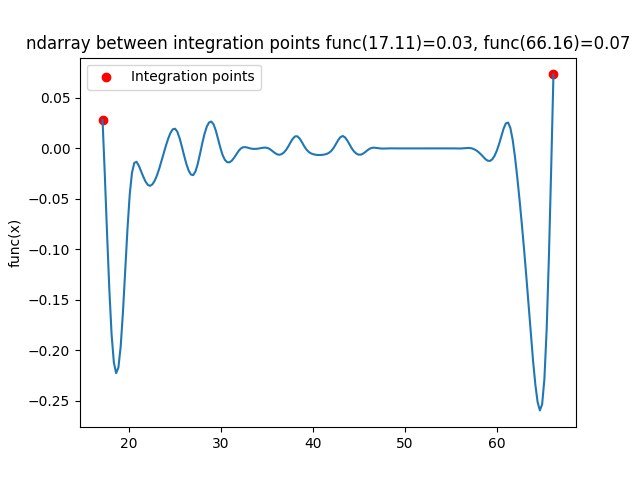 ndarray between integration points func(17.11)=0.03, func(66.16)=0.07
Integration points
0.05
0.00
−0.05
−0.10
−0.15
−0.20
−0.25
func(x)
20 30 40 50 60